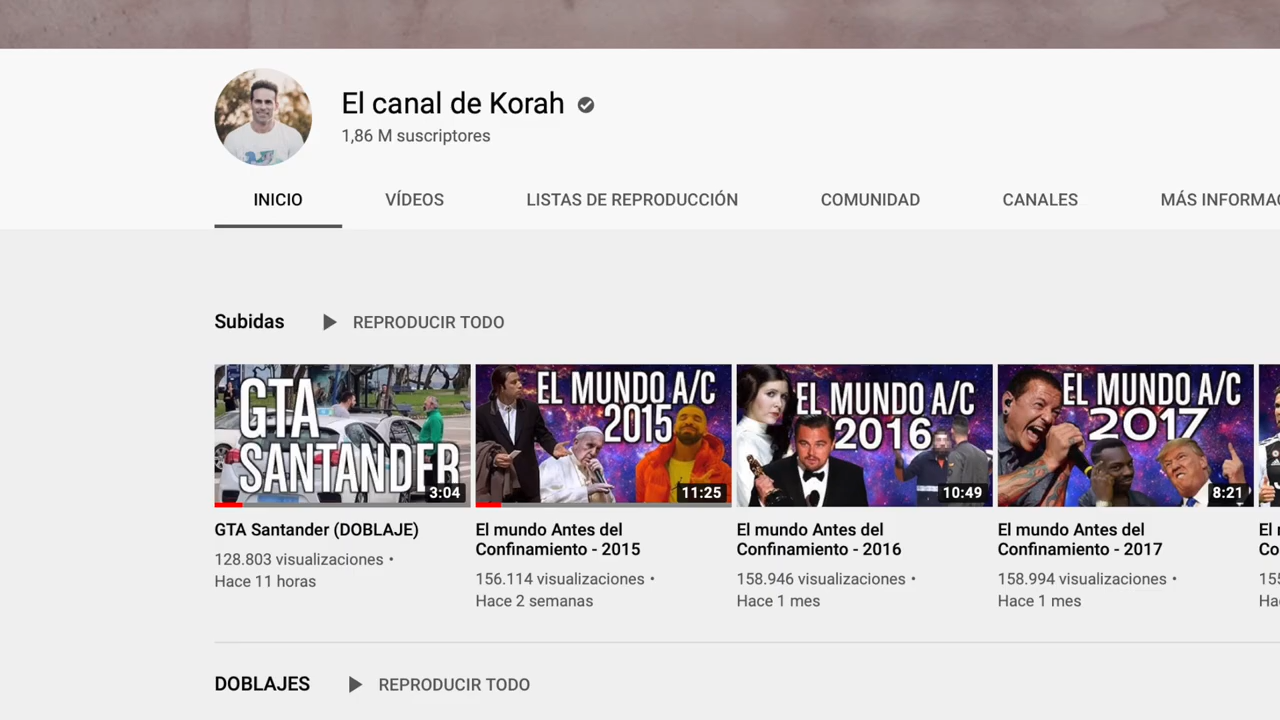 El canal de Korah
1,86 M suscriptores
INICIO
VÍDEOS
LISTAS DE REPRODUCCIÓN
COMUNIDAD
CANALES
MÁS INFORMAC
Subidas
REPRODUCIR TODO
GTA
SANTANDER
3:04
EL MUNDO A/C
2015
11:25
EL MUNDO A/C
2016
10:49
EL MUNDO A/C
2017
8:21
GTA Santander (DOBLAJE)
128.803 visualizaciones •
Hace 11 horas
El mundo Antes del
Confinamiento - 2015
156.114 visualizaciones •
Hace 2 semanas
El mundo Antes del
Confinamiento - 2016
158.946 visualizaciones •
Hace 1 mes
El mundo Antes del
Confinamiento - 2017
158.994 visualizaciones •
Hace 1 mes
DOBLAJES
REPRODUCIR TODO